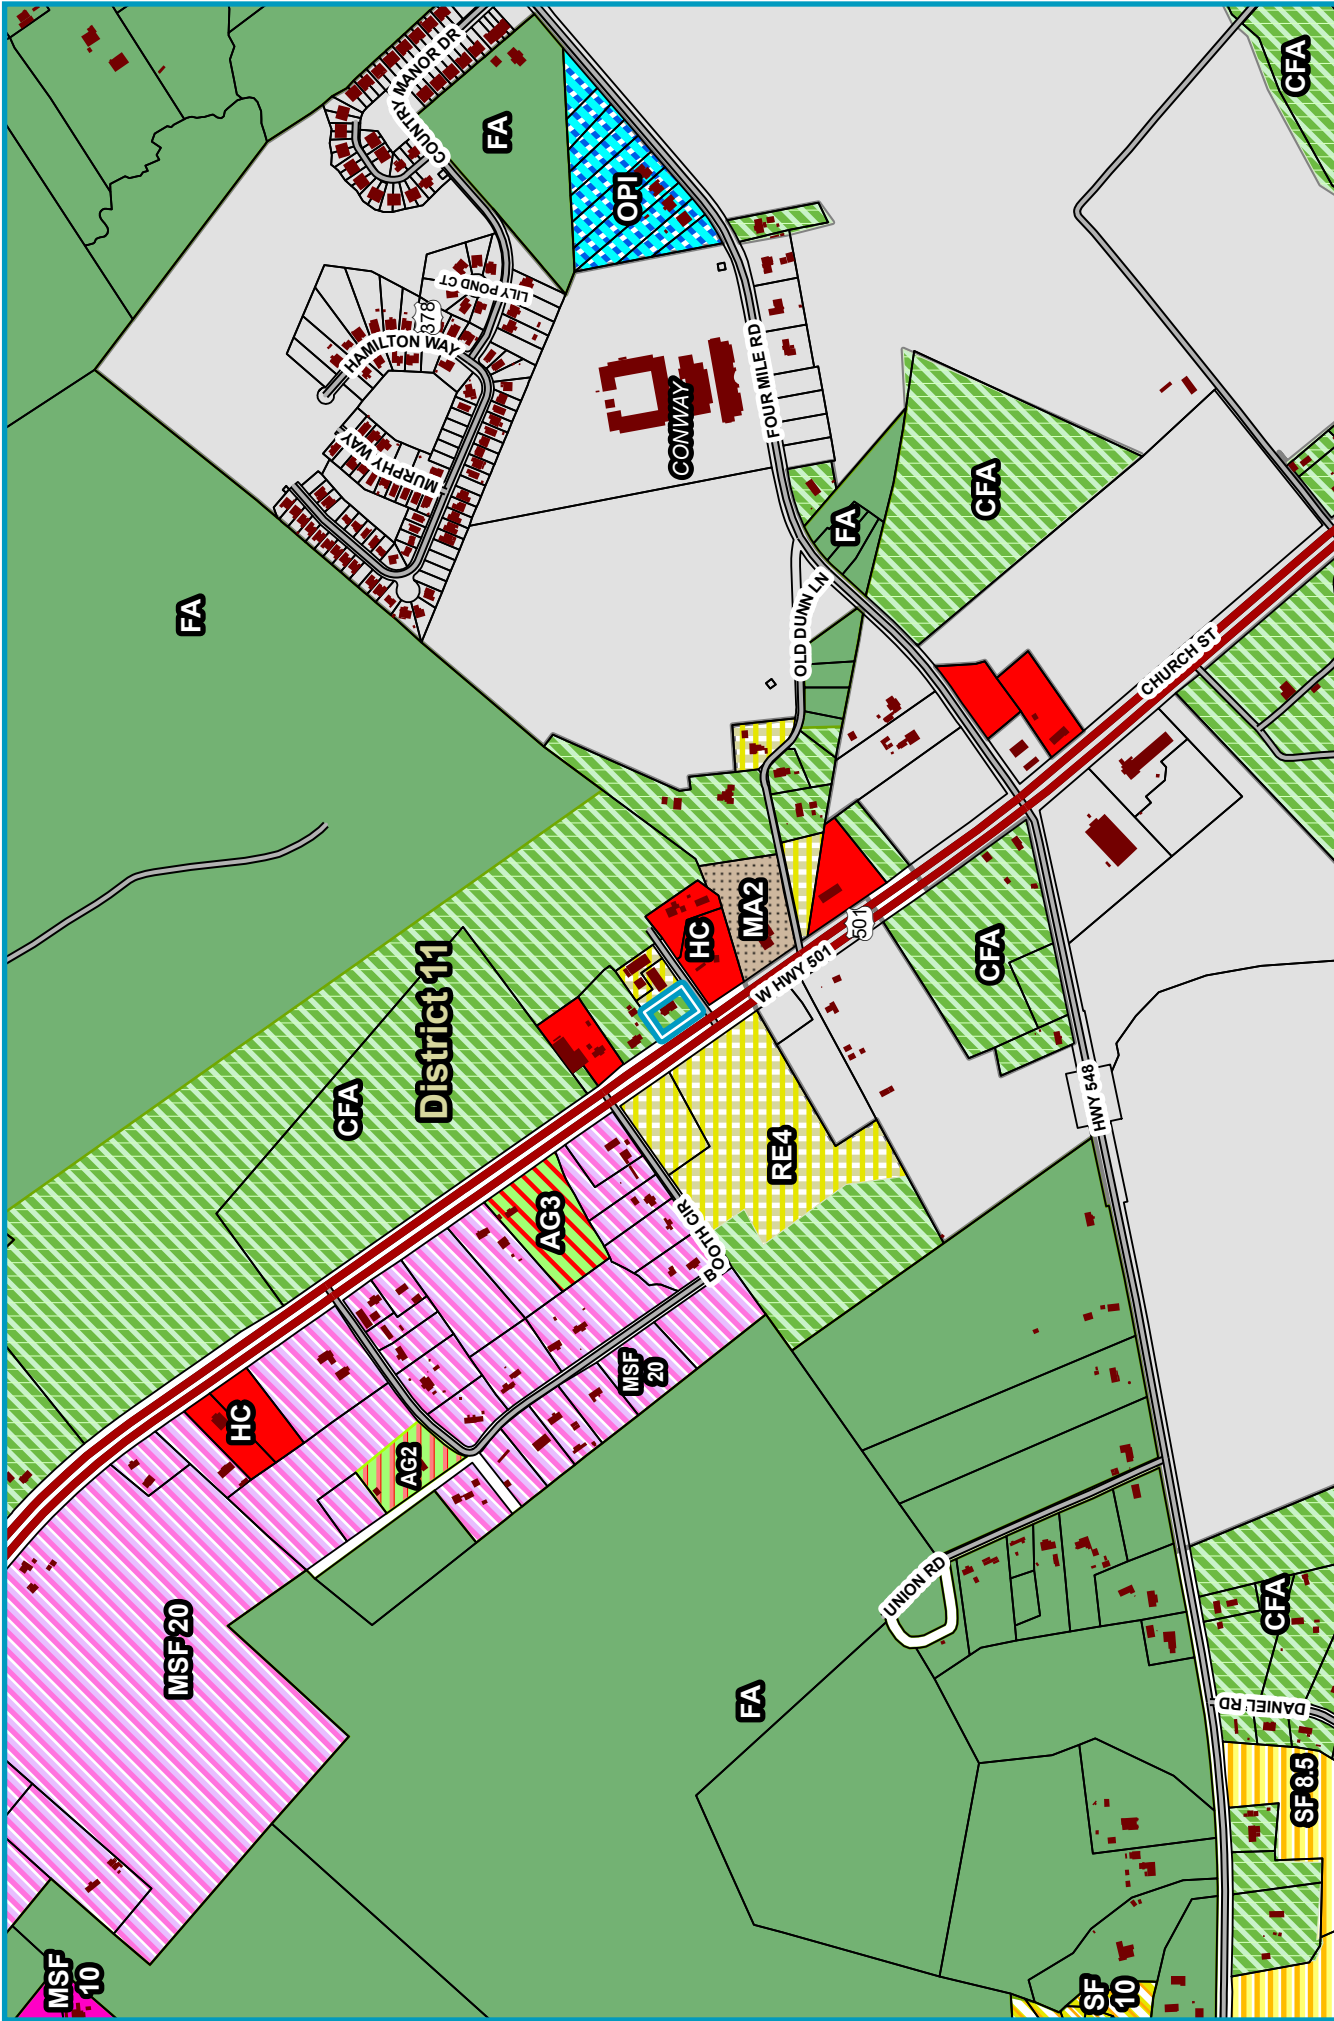 CFA
COUNTRY MANOR DR
FA
OPI
LILY POND CT
378
HAMILTON WAY
FOUR MILE RD
CONWAY
MURPHY WAY
CFA
FA
FA
OLD DUNN LN
CHURCH ST
MA2
HC
501
W HWY 501
CFA
District 11
CFA
HWY 548
RE4
AG3
BOOTH CIR
MSF
20
HC
AG2
UNION RD
CFA
MSF 20
FA
DANIEL RD
SF 8.5
MSF
10
SF
10